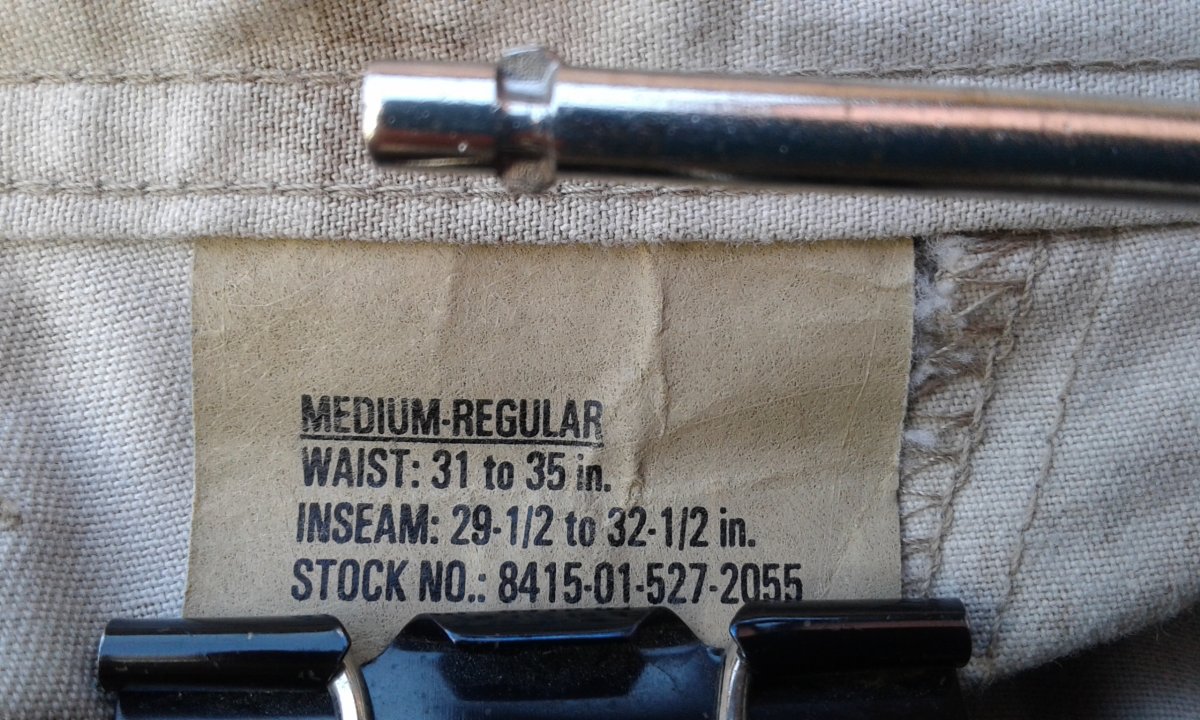 MEDIUM-REGULAR
WAIST: 31 to 35 in.
INSEAM: 29-1/2 to 32-1/2 in.
STOCK NO.: 8415-01-527-2055